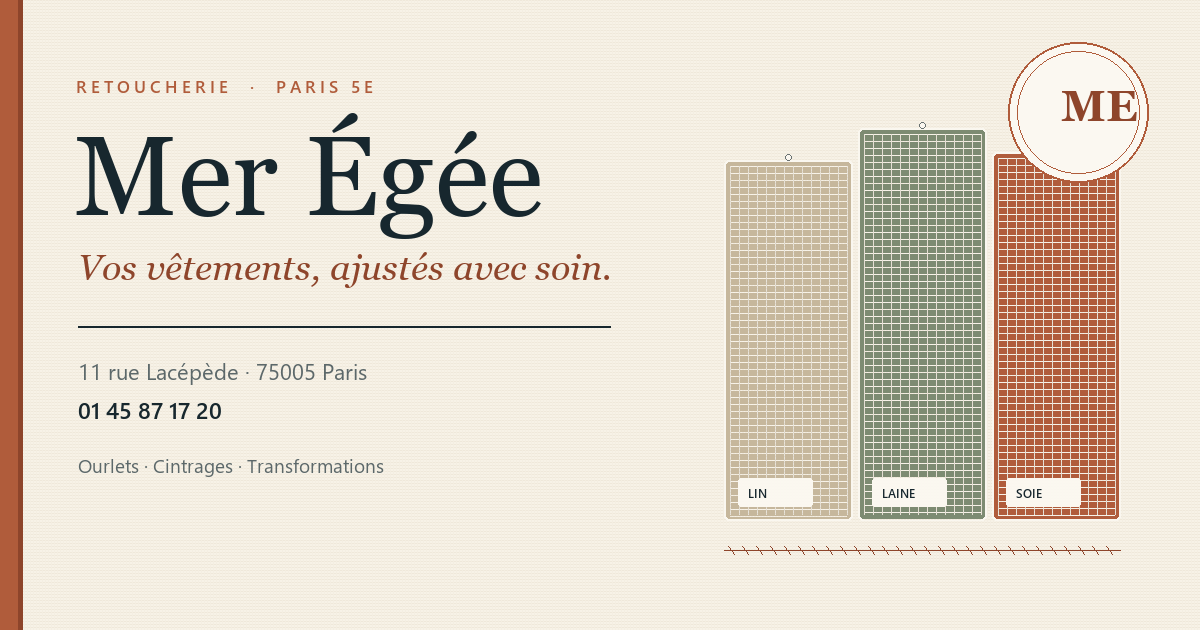 RETOUCHERIE · PARIS 5E
Mer Égée
Vos vêtements, ajustés avec soin.
11 rue Lacépède · 75005 Paris
01 45 87 17 20
Ourlets · Cintrages · Transformations
ME
LIN
LAINE
SOIE